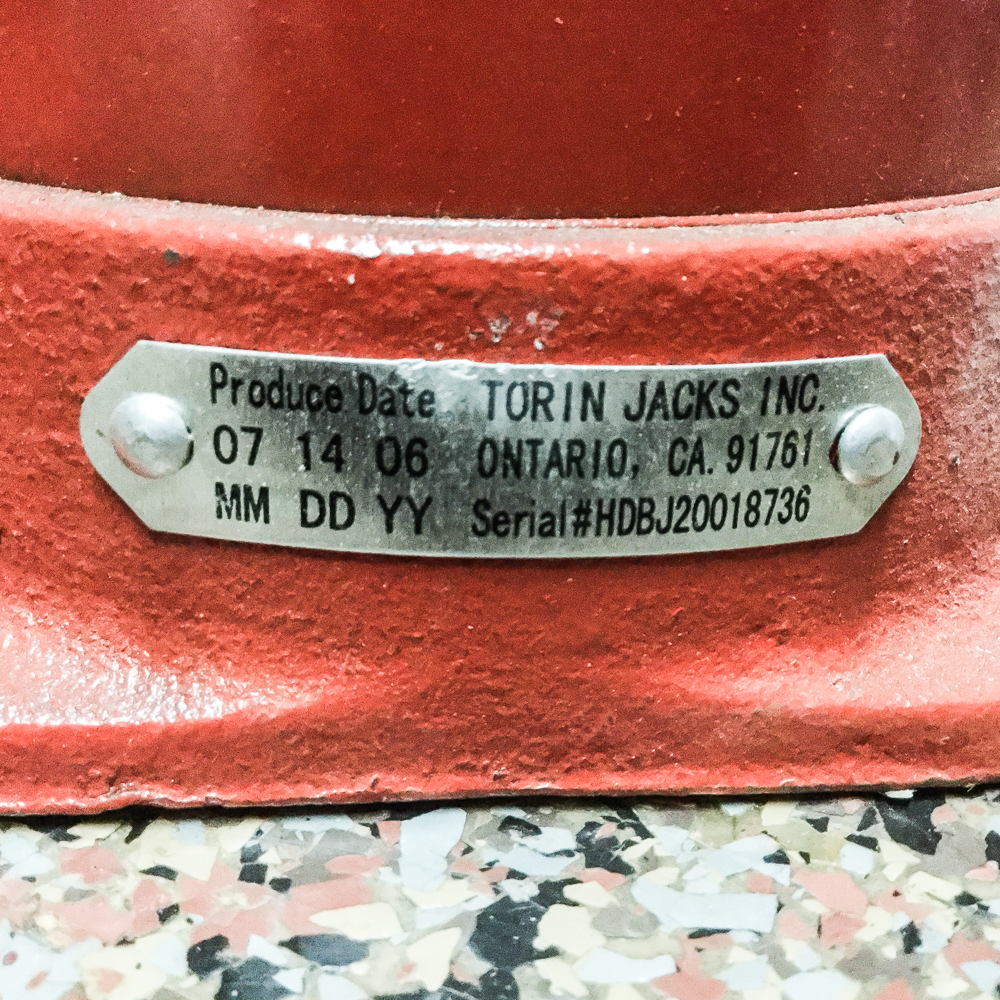 Produce Date TORIN JACKS INC.
07 14 06 ONTARIO, CA. 91761
MM DD YY Serial#HDBJ20018736